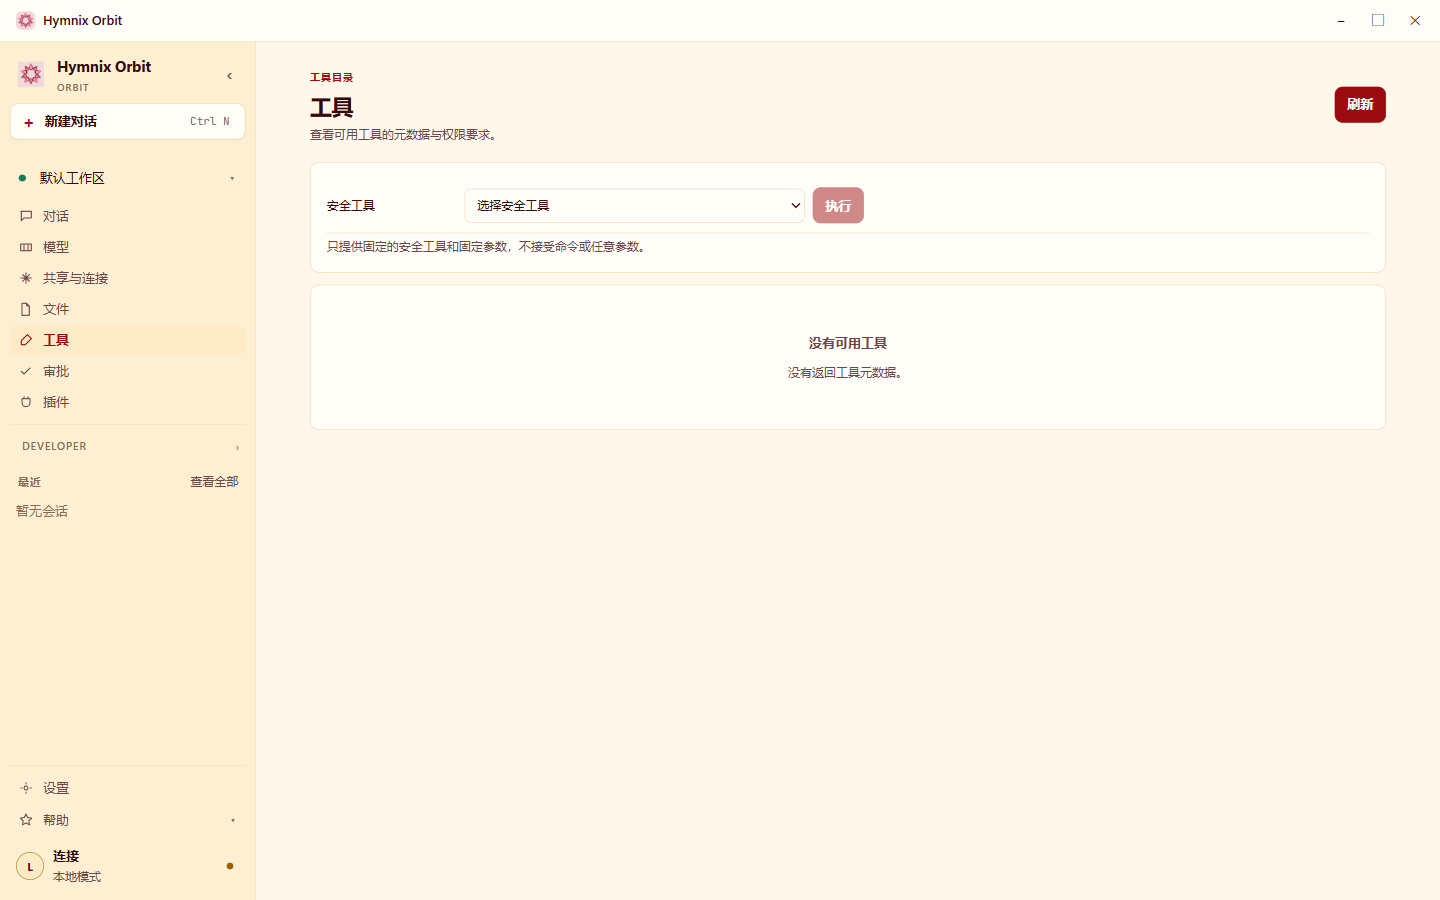 Hymnix Orbit
Hymnix Orbit
ORBIT
新建对话 Ctrl N
默认工作区
对话
模型
共享与连接
文件
工具
审批
插件
DEVELOPER
最近 查看全部
暂无会话
设置
帮助
L
连接
本地模式
工具目录
工具
查看可用工具的元数据与权限要求。
刷新
安全工具 选择安全工具 执行
只提供固定的安全工具和固定参数，不接受命令或任意参数。
没有可用工具
没有返回工具元数据。